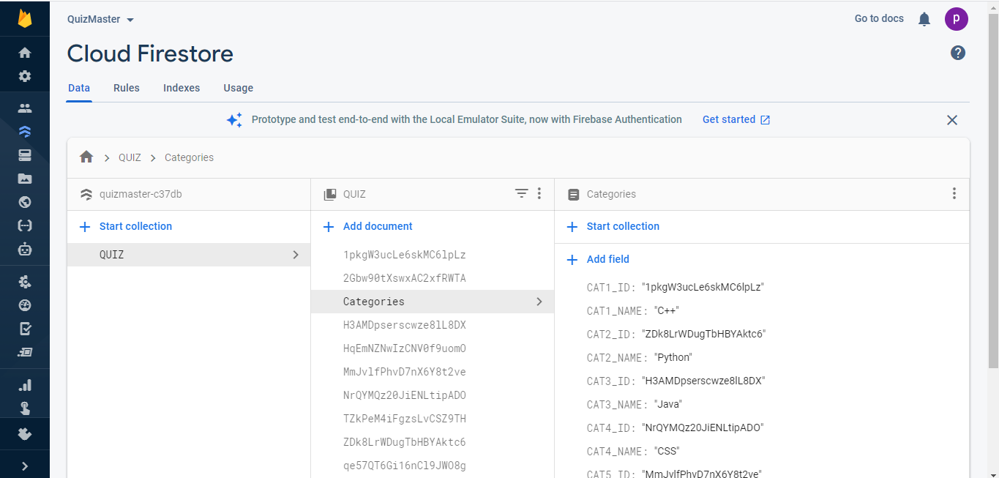 QuizMaster
Go to docs
p
Cloud Firestore
Data Rules Indexes Usage
Prototype and test end-to-end with the Local Emulator Suite, now with Firebase Authentication Get started
QUIZ Categories
quizmaster-c37db
QUIZ
Categories
Start collection
Add document
Start collection
QUIZ
1pkgW3ucLe6skMC6lpLz
2Gbw90tXswxAC2xfRWTA
Categories
H3AMDpserscwze8lL8DX
HqEmNZNwIzCNV0f9uomO
MmJvlfPhvD7nX6Y8t2ve
NrQYMQz20JiENLtipADO
TZkPeM4iFgzsLvCSZ9TH
ZDk8LrWDugTbHBYAktc6
qe57QT6Gi16nCl9JWO8g
Add field
CAT1_ID: "1pkgW3ucLe6skMC6lpLz"
CAT1_NAME: "C++"
CAT2_ID: "ZDk8LrWDugTbHBYAktc6"
CAT2_NAME: "Python"
CAT3_ID: "H3AMDpserscwze8lL8DX"
CAT3_NAME: "Java"
CAT4_ID: "NrQYMQz20JiENLtipADO"
CAT4_NAME: "CSS"
CAT5_ID: "MmJvlfPhvD7nX6Y8t2ve"